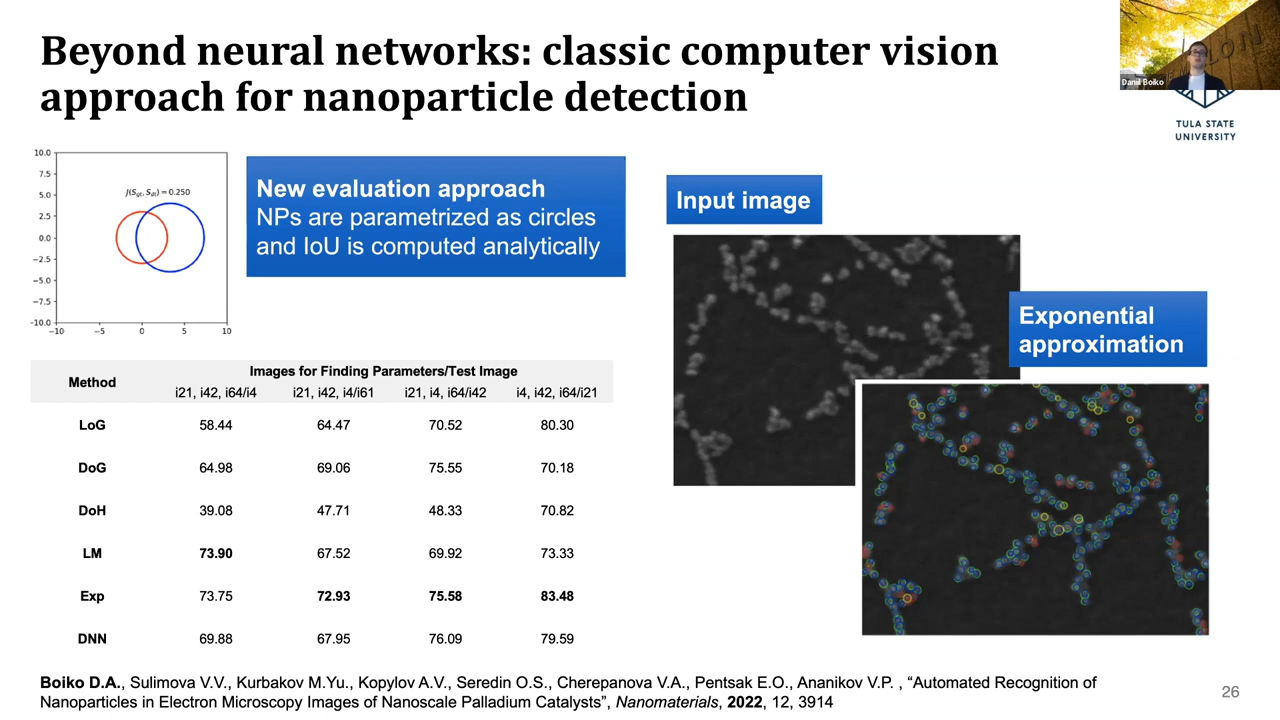 Beyond neural networks: classic computer vision
approach for nanoparticle detection
Danil Boiko
TULA STATE
UNIVERSITY
10.0
7.5
5.0
2.5
0.0
−2.5
−5.0
−7.5
−10.0
−10
−5
0
5
10
J(Sgt, Sdt) = 0.250
New evaluation approach
NPs are parametrized as circles
and IoU is computed analytically
Input image
Exponential
approximation
Method Images for Finding Parameters/Test Image
i21, i42, i64/i4 i21, i42, i4/i61 i21, i4, i64/i42 i4, i42, i64/i21
LoG 58.44 64.47 70.52 80.30
DoG 64.98 69.06 75.55 70.18
DoH 39.08 47.71 48.33 70.82
LM 73.90 67.52 69.92 73.33
Exp 73.75 72.93 75.58 83.48
DNN 69.88 67.95 76.09 79.59
Boiko D.A., Sulimova V.V., Kurbakov M.Yu., Kopylov A.V., Seredin O.S., Cherepanova V.A., Pentsak E.O., Ananikov V.P. , “Automated Recognition of
Nanoparticles in Electron Microscopy Images of Nanoscale Palladium Catalysts”, Nanomaterials, 2022, 12, 3914
26